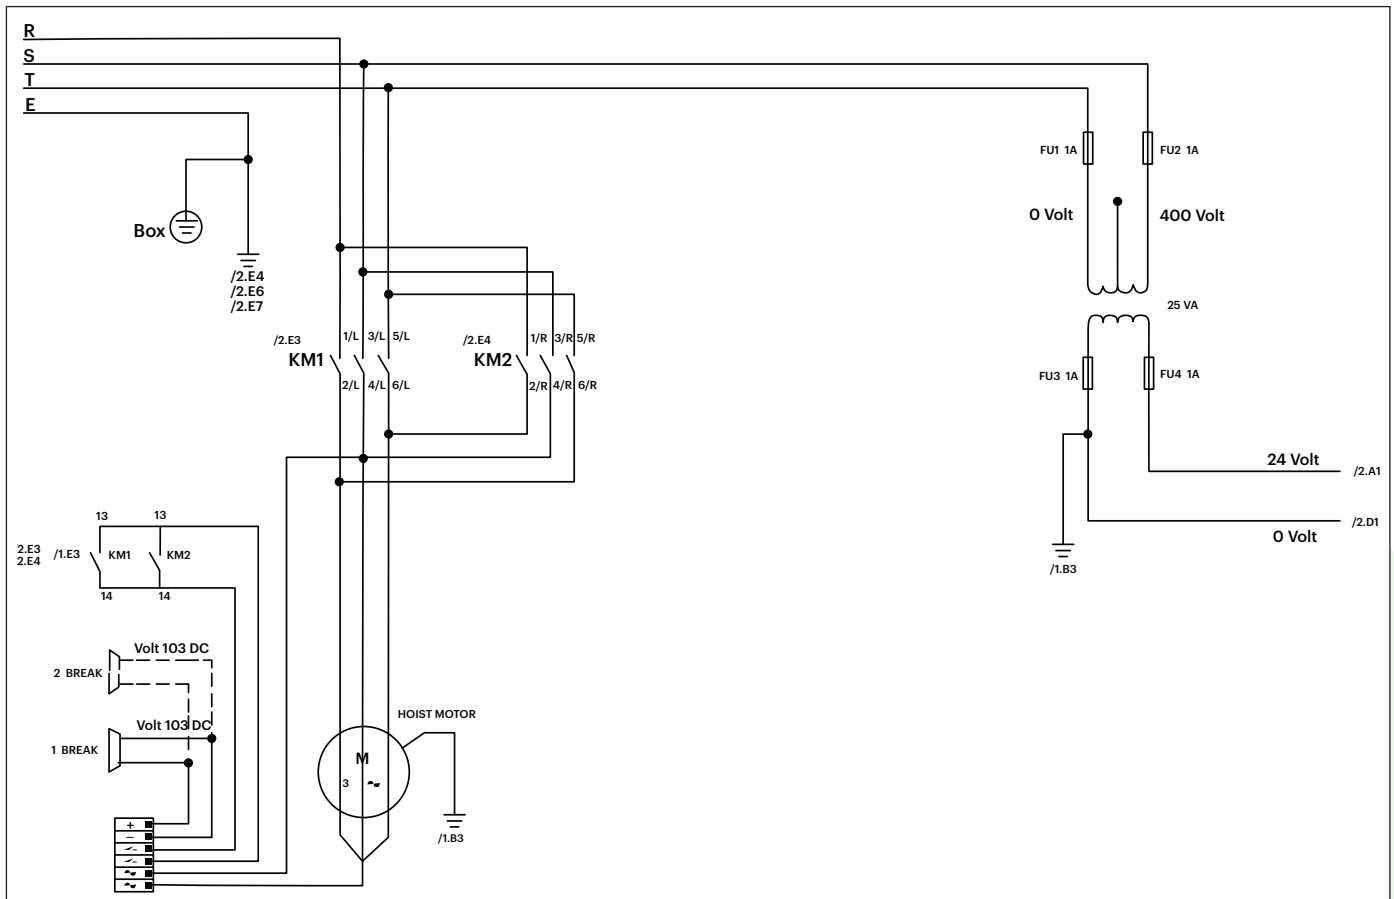 R
S
T
E
FU1 1A
FU2 1A
0 Volt
400 Volt
Box
/2.E4
/2.E6
/2.E7
25 VA
/2.E3
1/L 3/L 5/L
KM1
2/L 4/L 6/L
/2.E4
1/R 3/R 5/R
KM2
2/R 4/R 6/R
FU3 1A
FU4 1A
24 Volt
/2.A1
/2.D1
0 Volt
/1.B3
13
13
2.E3
2.E4
/1.E3
KM1
KM2
14
14
Volt 103 DC
2 BREAK
Volt 103 DC
1 BREAK
HOIST MOTOR
M
3
/1.B3
+
–